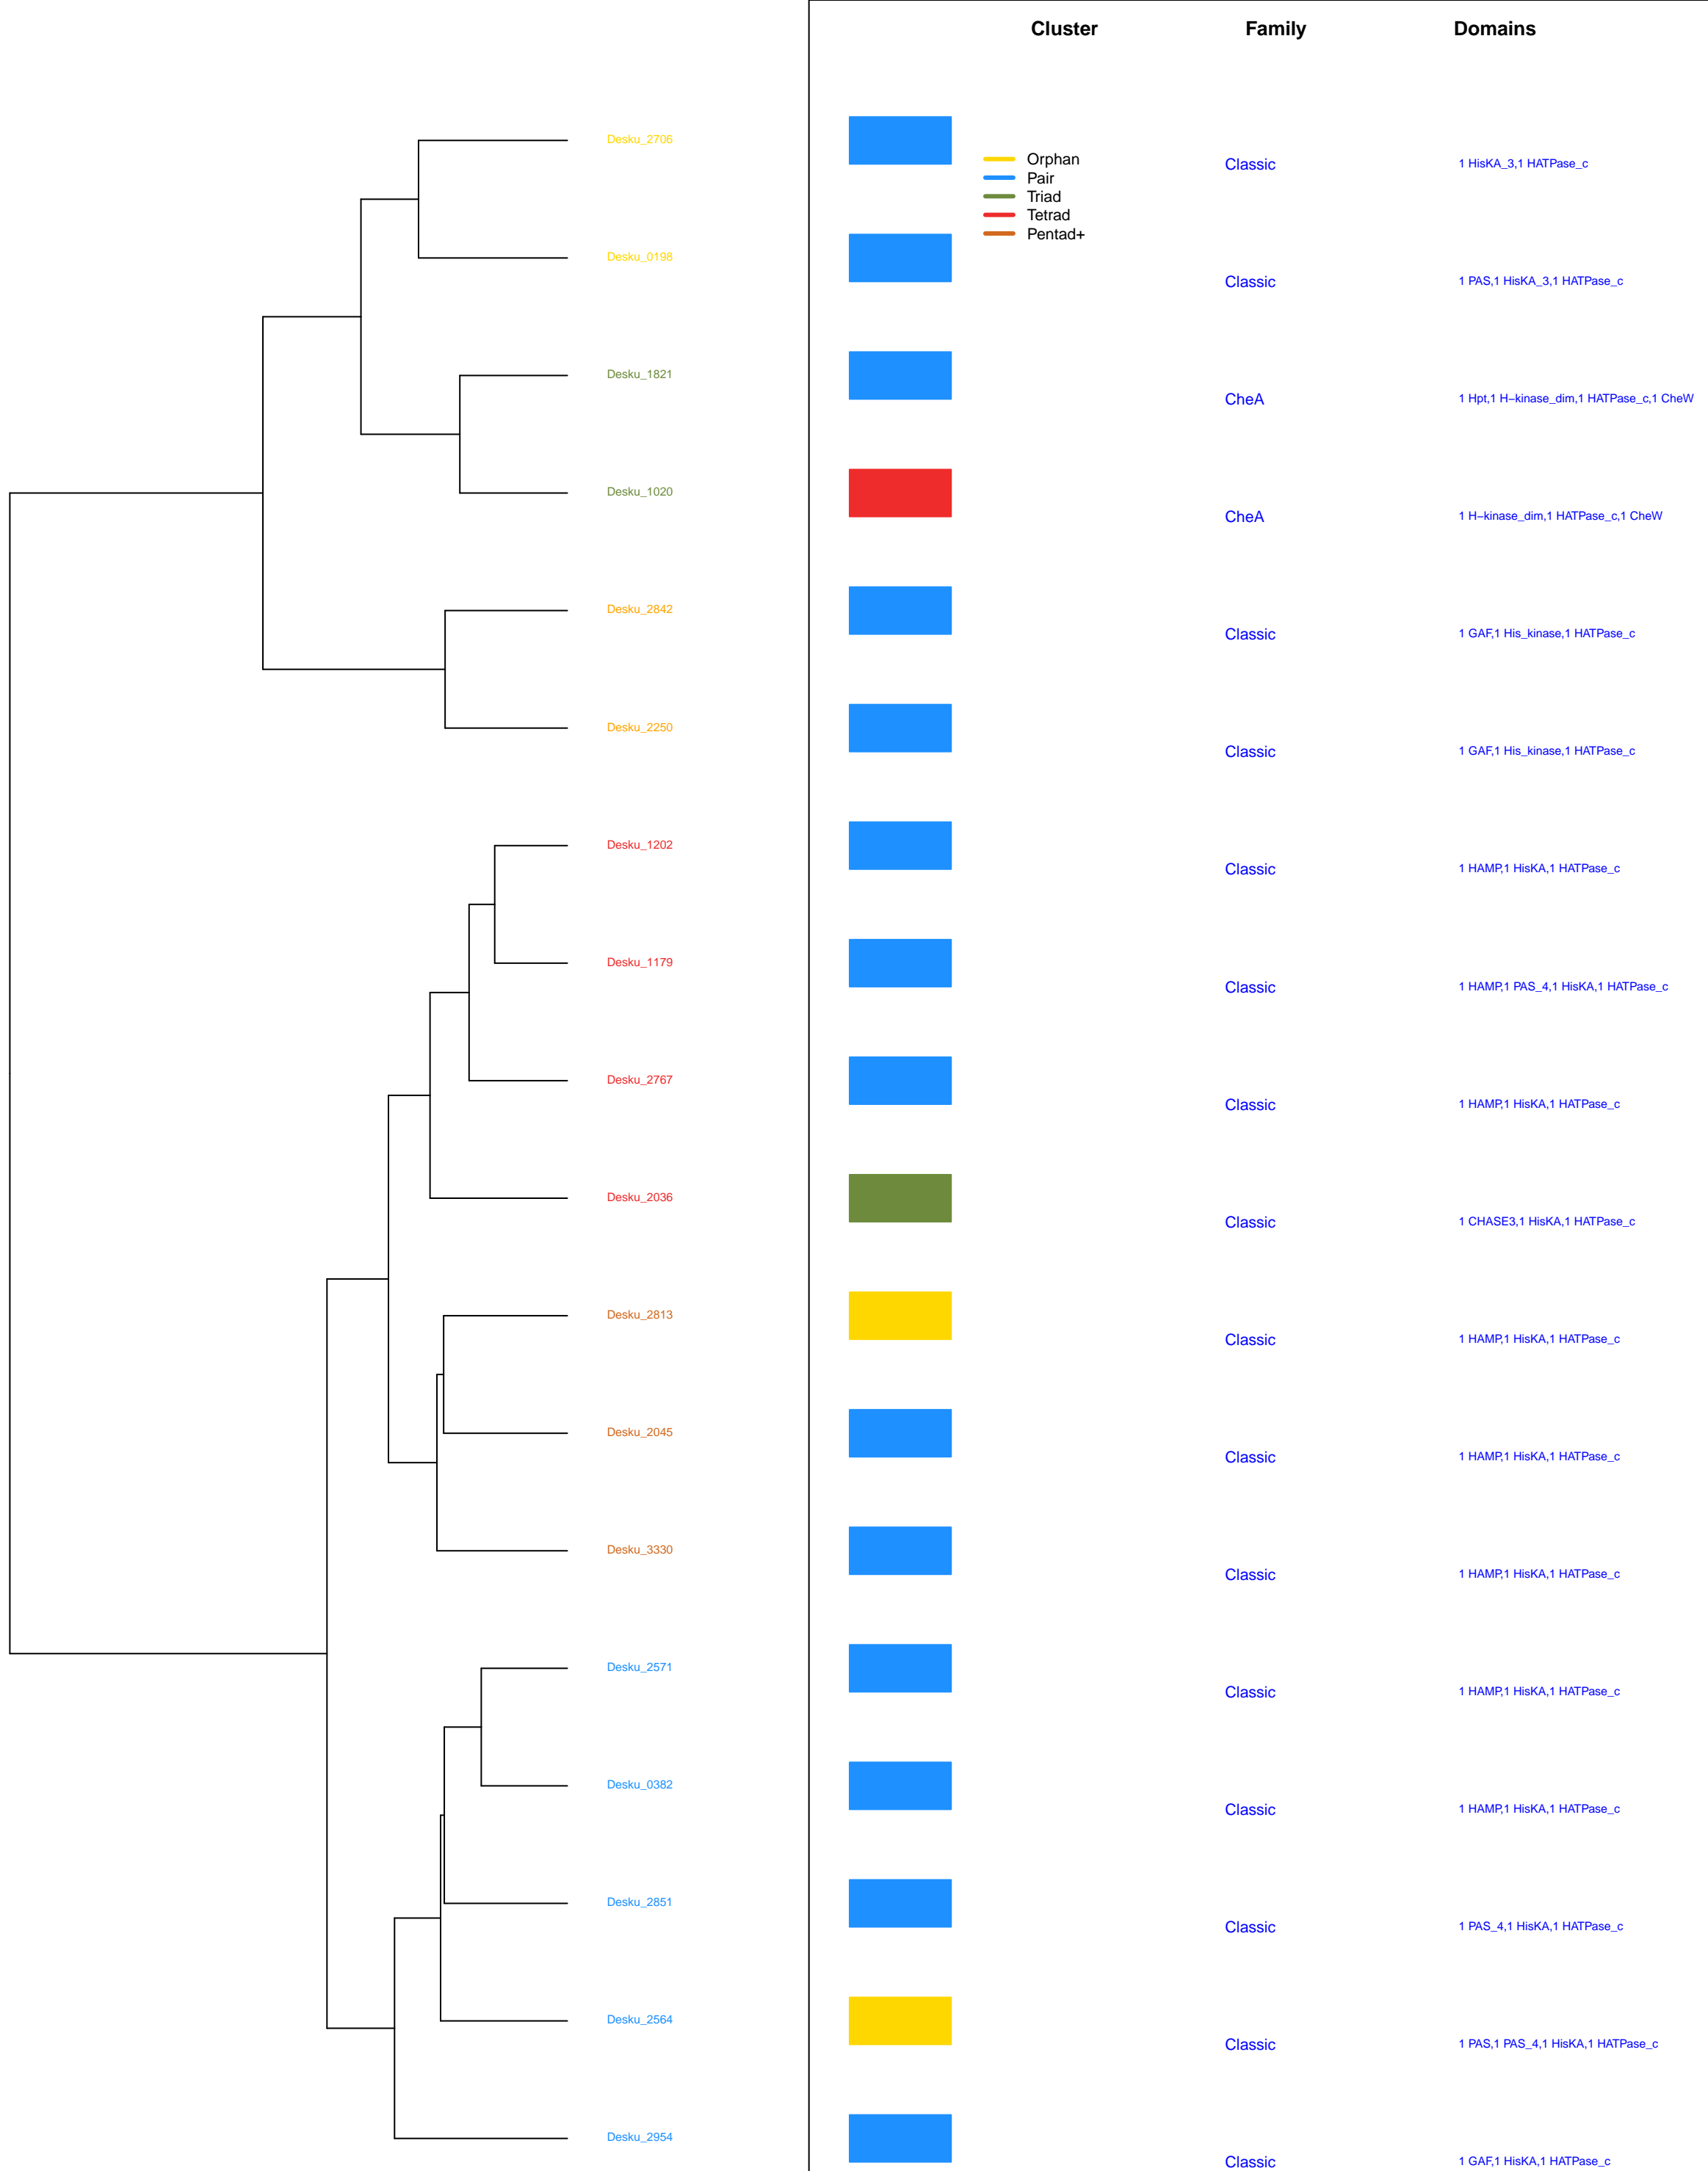 Cluster Family Domains
Desku_2706
Orphan
Pair
Triad
Tetrad
Pentad+
Classic 1 HisKA_3,1 HATPase_c
Desku_0198
Classic 1 PAS,1 HisKA_3,1 HATPase_c
Desku_1821
CheA 1 Hpt,1 H−kinase_dim,1 HATPase_c,1 CheW
Desku_1020
CheA 1 H−kinase_dim,1 HATPase_c,1 CheW
Desku_2842
Classic 1 GAF,1 His_kinase,1 HATPase_c
Desku_2250
Classic 1 GAF,1 His_kinase,1 HATPase_c
Desku_1202
Classic 1 HAMP,1 HisKA,1 HATPase_c
Desku_1179
Classic 1 HAMP,1 PAS_4,1 HisKA,1 HATPase_c
Desku_2767
Classic 1 HAMP,1 HisKA,1 HATPase_c
Desku_2036
Classic 1 CHASE3,1 HisKA,1 HATPase_c
Desku_2813
Classic 1 HAMP,1 HisKA,1 HATPase_c
Desku_2045
Classic 1 HAMP,1 HisKA,1 HATPase_c
Desku_3330
Classic 1 HAMP,1 HisKA,1 HATPase_c
Desku_2571
Classic 1 HAMP,1 HisKA,1 HATPase_c
Desku_0382
Classic 1 HAMP,1 HisKA,1 HATPase_c
Desku_2851
Classic 1 PAS_4,1 HisKA,1 HATPase_c
Desku_2564
Classic 1 PAS,1 PAS_4,1 HisKA,1 HATPase_c
Desku_2954
Classic 1 GAF,1 HisKA,1 HATPase_c